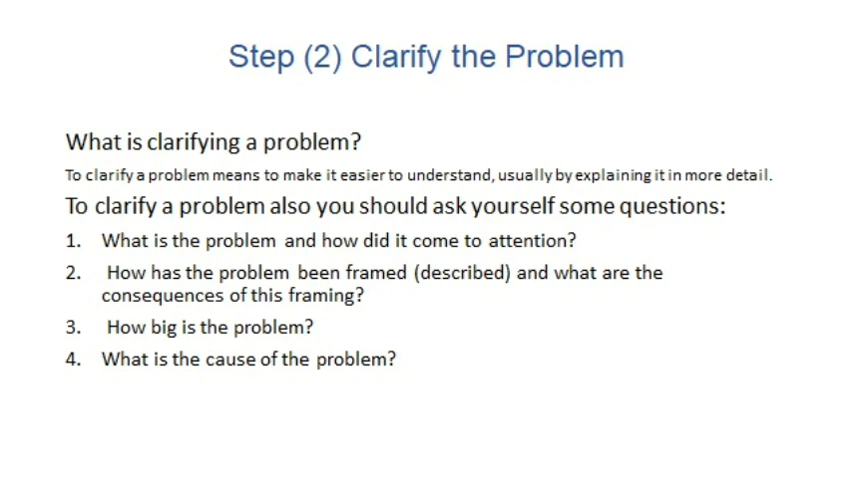 Step (2) Clarify the Problem
What is clarifying a problem?
To clarify a problem means to make it easier to understand, usually by explaining it in more detail.
To clarify a problem also you should ask yourself some questions:
1. What is the problem and how did it come to attention?
2. How has the problem been framed (described) and what are the
consequences of this framing?
3. How big is the problem?
4. What is the cause of the problem?